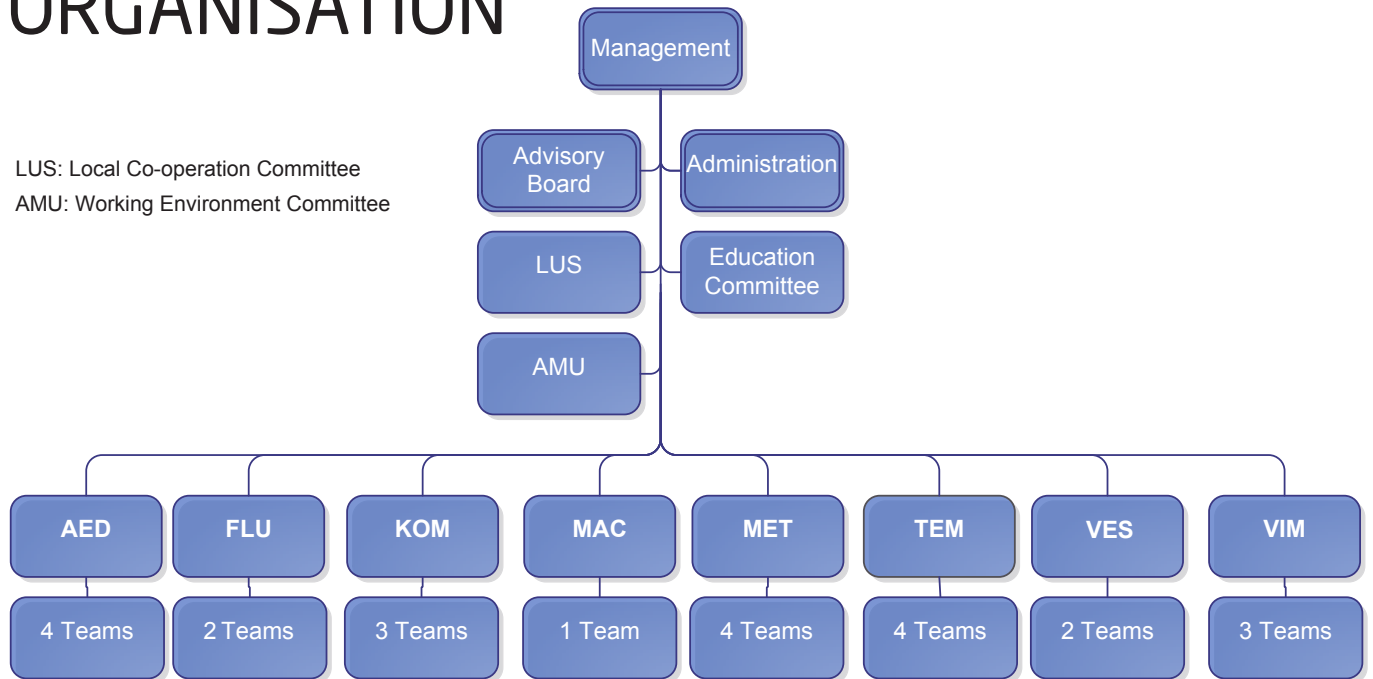 ORGANISATION
Management
LUS: Local Co-operation Committee
AMU: Working Environment Committee
Advisory
Board
Administration
LUS
Education
Committee
AMU
AED
FLU
KOM
MAC
MET
TEM
VES
VIM
4 Teams
2 Teams
3 Teams
1 Team
4 Teams
4 Teams
2 Teams
3 Teams